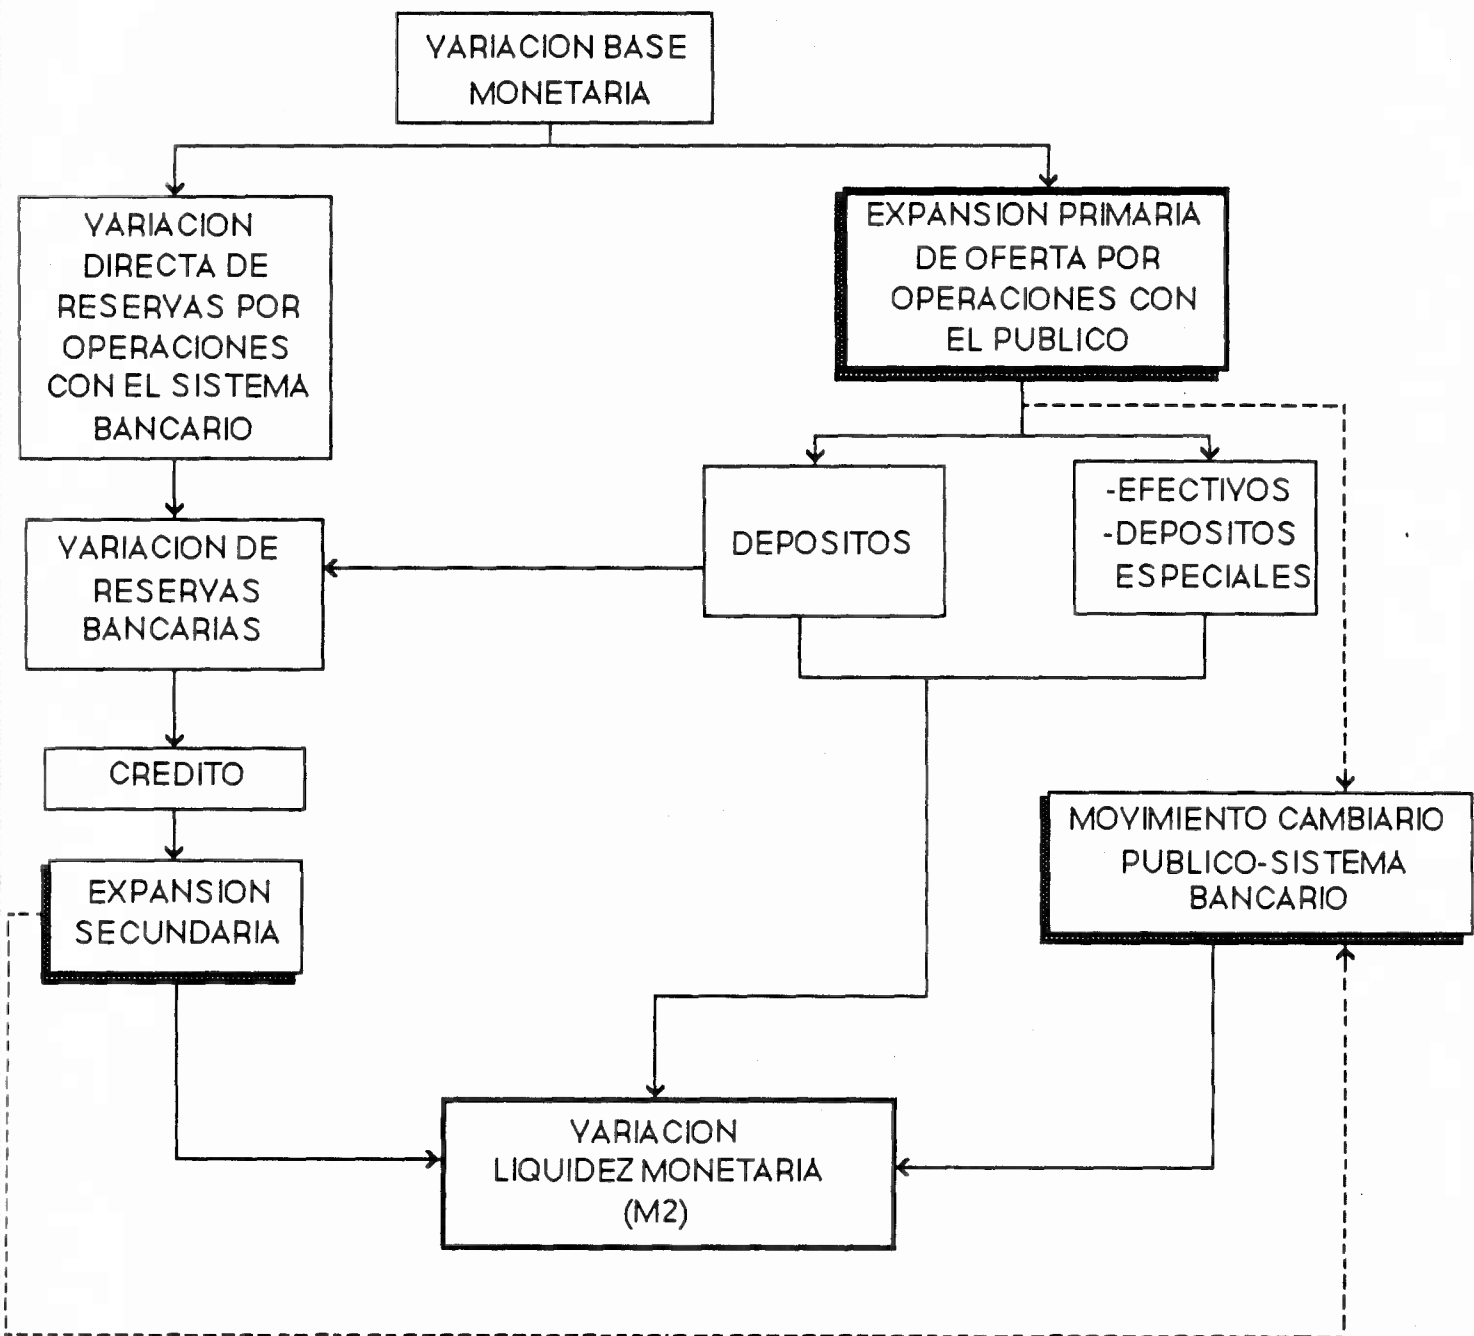 VARIACION BASE
MONETARIA
VARIACION
DIRECTA DE
RESERVAS POR
OPERACIONES
CON EL SISTEMA
BANCARIO
EXPANSION PRIMARIA
DE OFERTA POR
OPERACIONES CON
EL PUBLICO
DEPOSITOS
-EFECTIVOS
-DEPOSITOS
ESPECIALES
VARIACION DE
RESERVAS
BANCARIAS
CREDITO
EXPANSION
SECUNDARIA
MOVIMIENTO CAMBIARIO
PUBLICO-SISTEMA
BANCARIO
VARIACION
LIQUIDEZ MONETARIA
(M2)